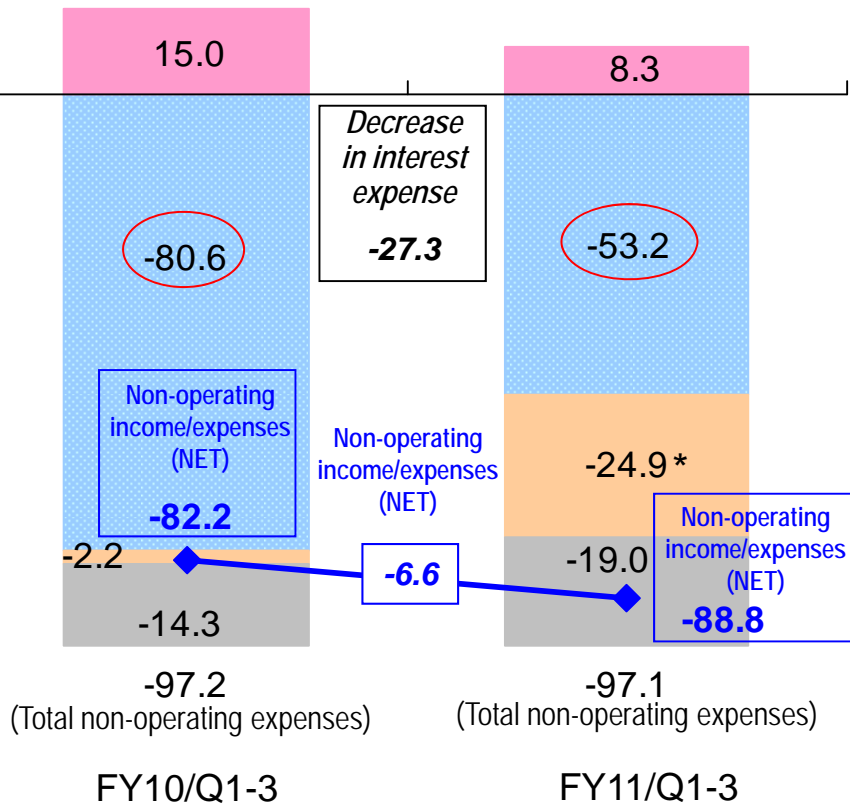 15.0
8.3
Decrease
in interest
expense
-27.3
-80.6
-53.2
Non-operating
income/expenses
(NET)
-82.2
Non-operating
income/expenses
(NET)
-6.6
-24.9 *
Non-operating
income/expenses
(NET)
-88.8
-2.2
-19.0
-14.3
-97.2
(Total non-operating expenses)
-97.1
(Total non-operating expenses)
FY10/Q1-3
FY11/Q1-3